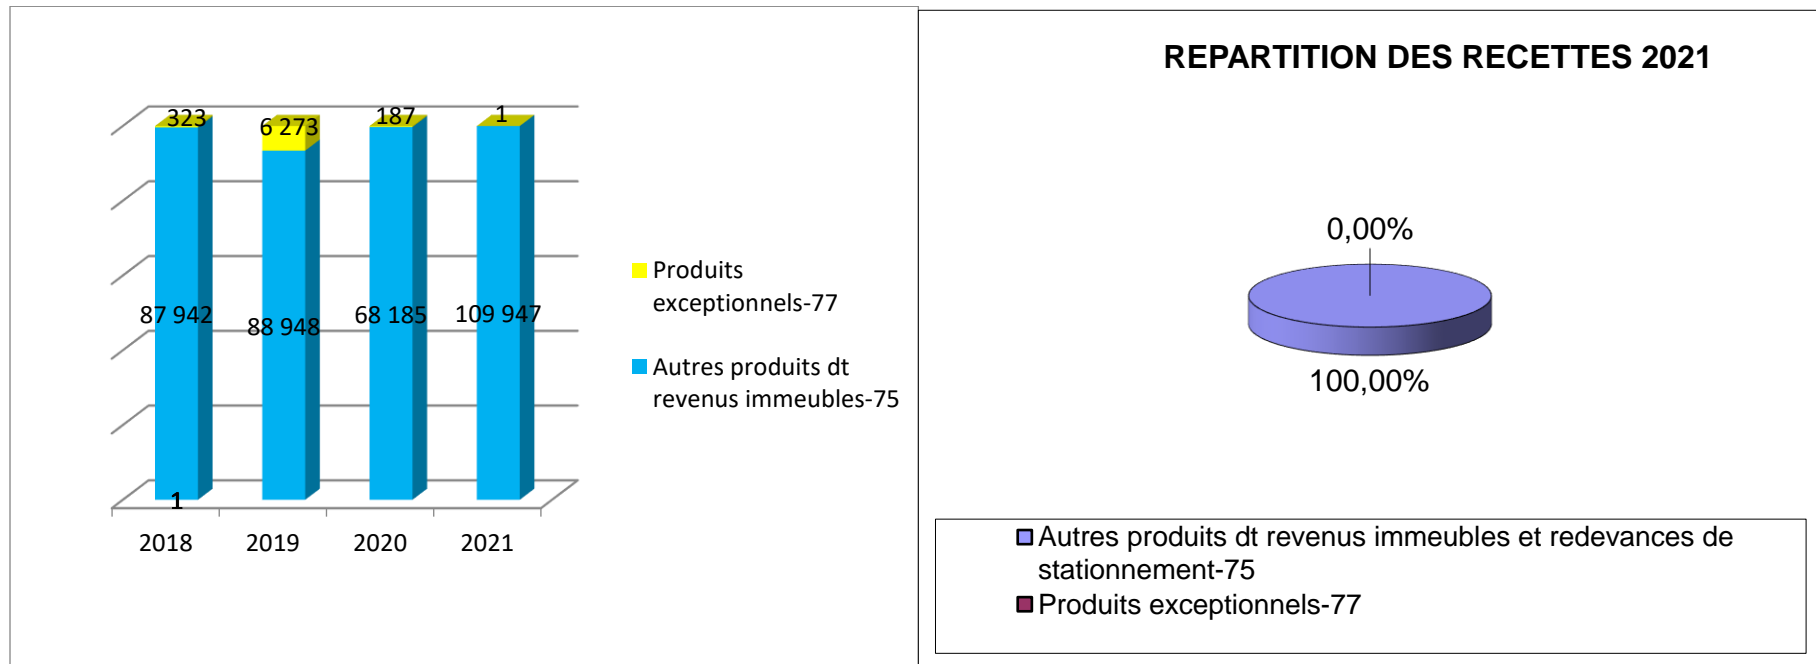 323
6 273
187
1
87 942
88 948
68 185
109 947
1
2018
2019
2020
2021
Produits
exceptionnels-77
Autres produits dt
revenus immeubles-75
REPARTITION DES RECETTES 2021
0,00%
100,00%
Autres produits dt revenus immeubles et redevances de
stationnement-75
Produits exceptionnels-77